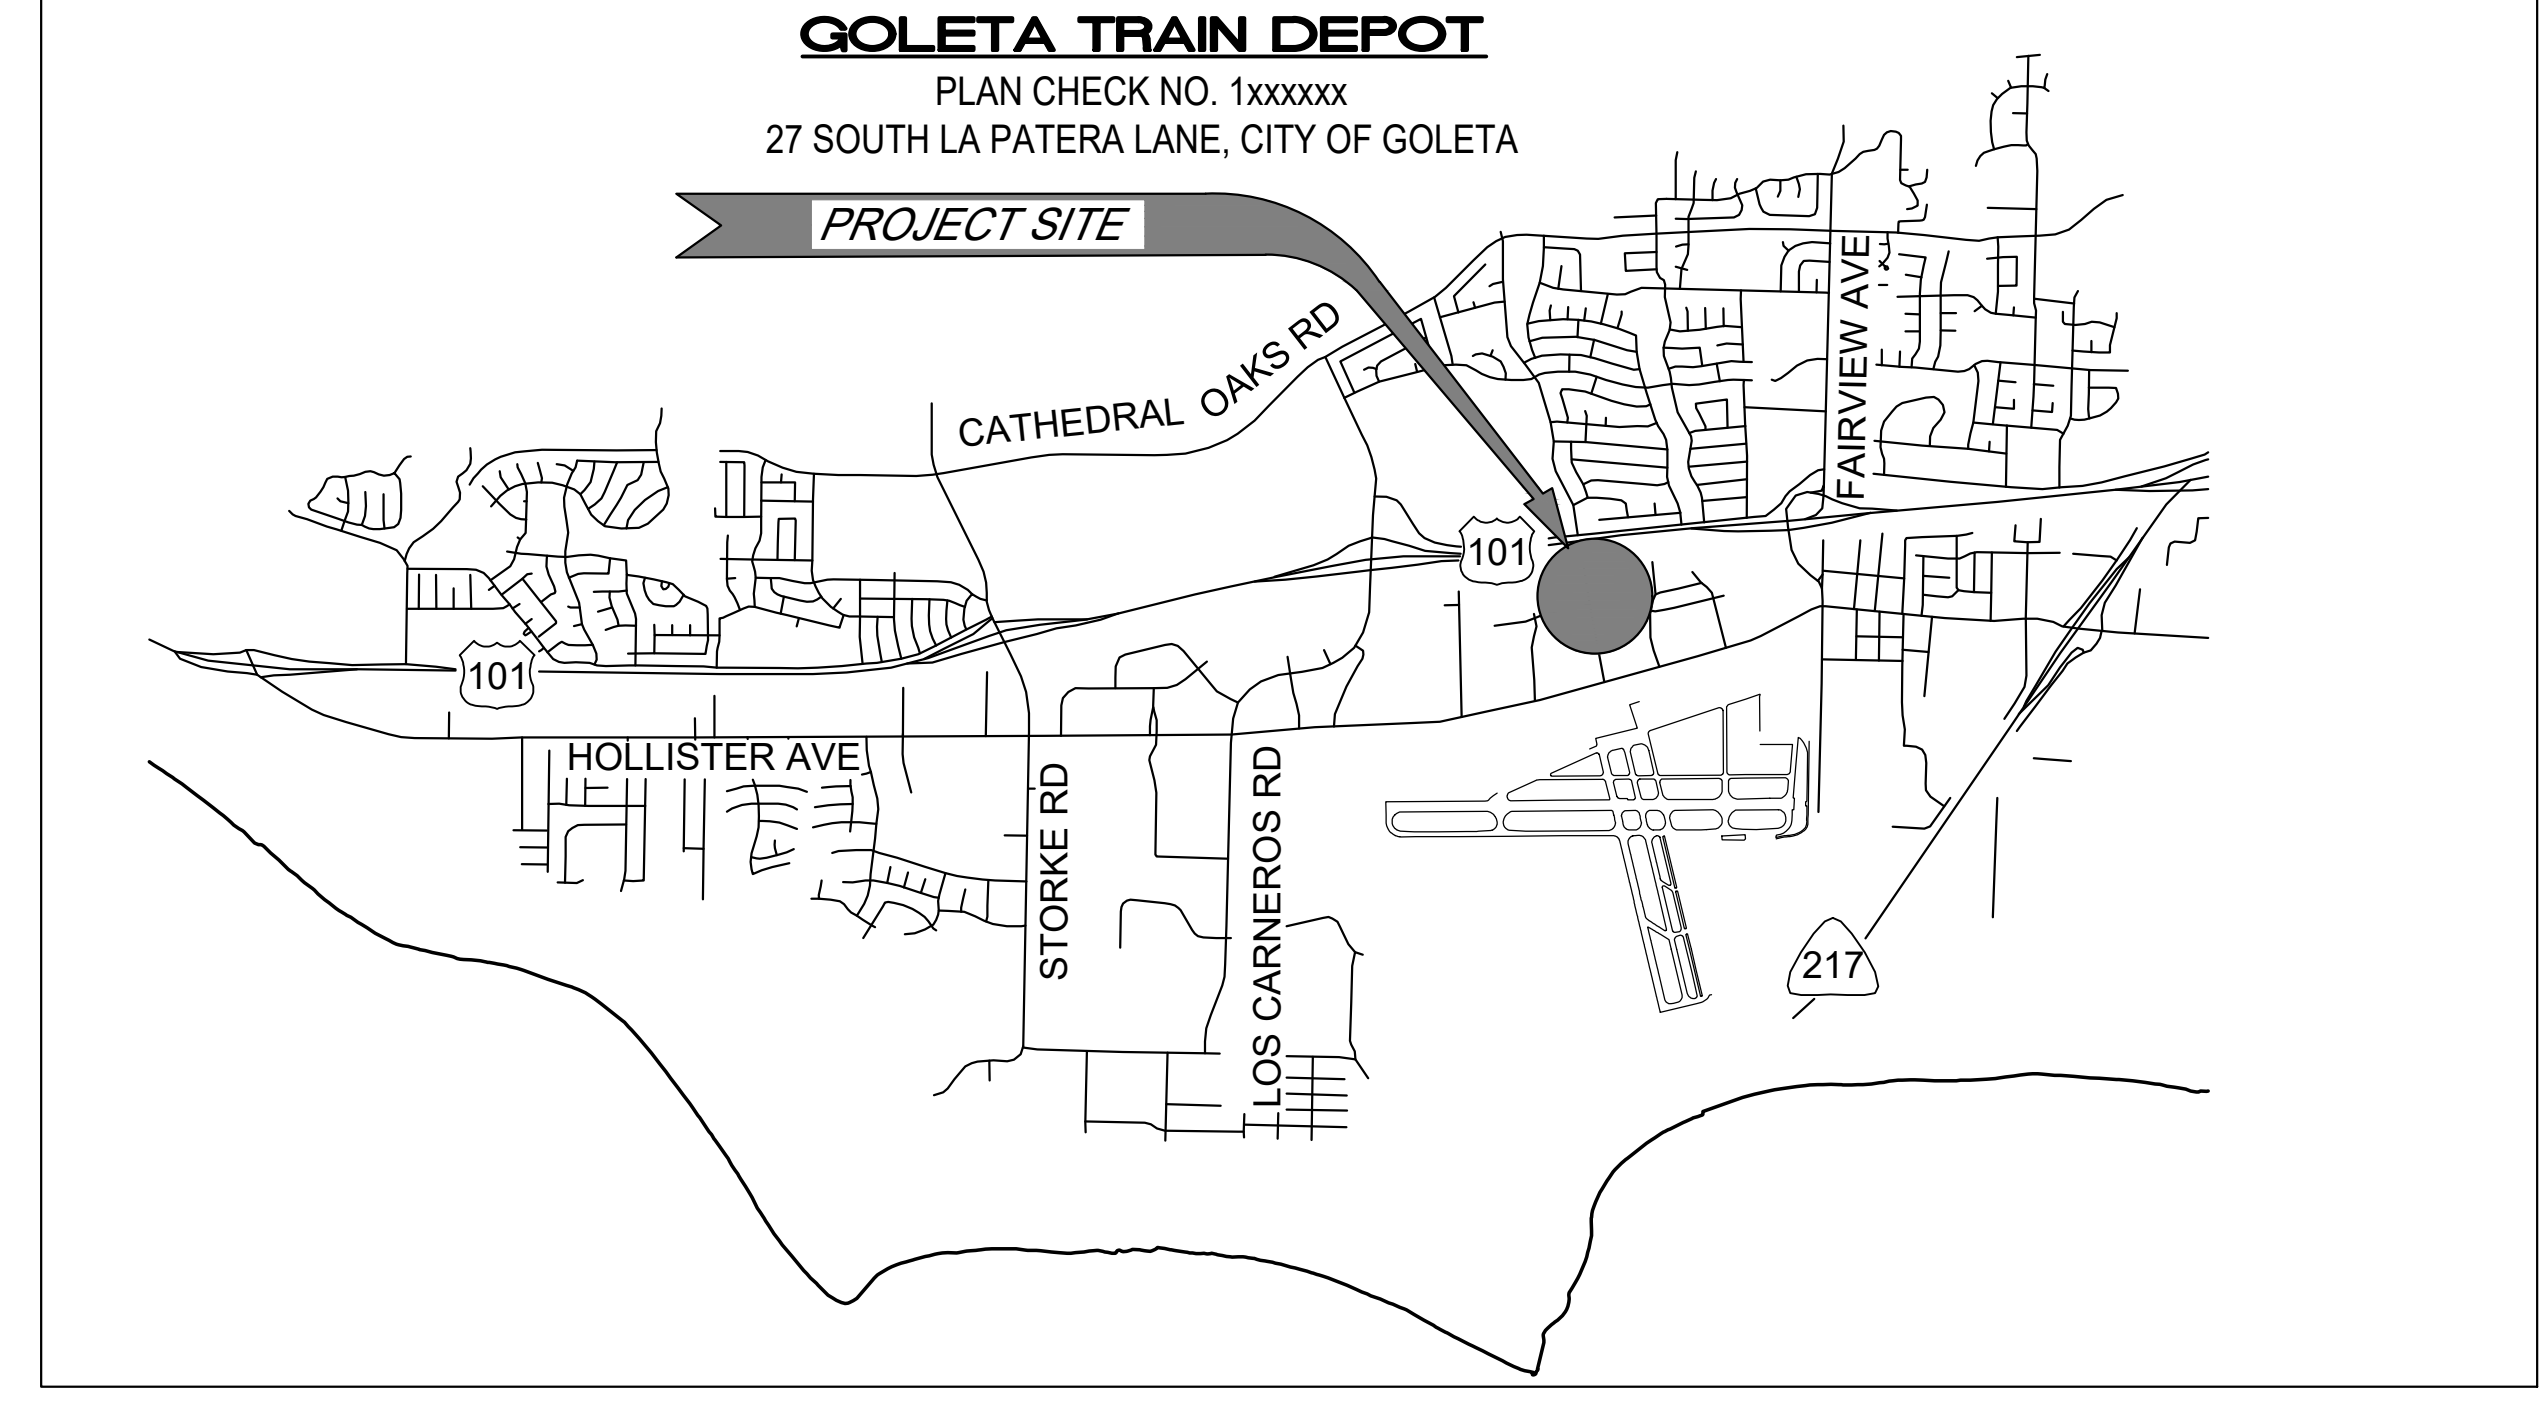 GOLETA TRAIN DEPOT
PLAN CHECK NO. 1xxxxxx
27 SOUTH LA PATERA LANE, CITY OF GOLETA
PROJECT SITE
CATHEDRAL OAKS RD
FAIRVIEW AVE
101
101
HOLLISTER AVE
STORKE RD
LOS CARNEROS RD
217